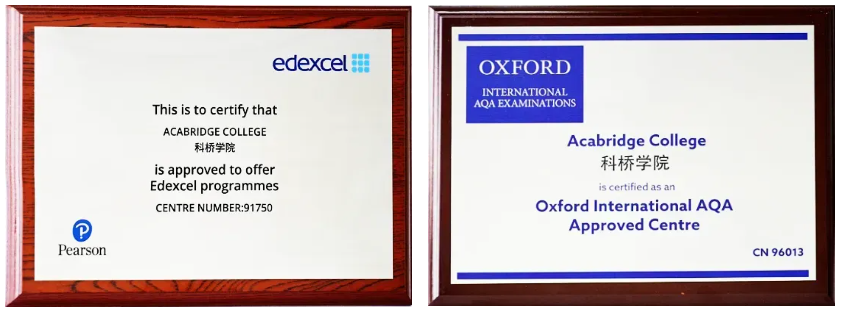 edexcel
This is to certify that
ACABRIDGE COLLEGE
科桥学院
is approved to offer
Edexcel programmes
CENTRE NUMBER:91750
Pearson
OXFORD
INTERNATIONAL
AQA EXAMINATIONS
Acabridge College
科桥学院
is certified as an
Oxford International AQA
Approved Centre
CN 96013